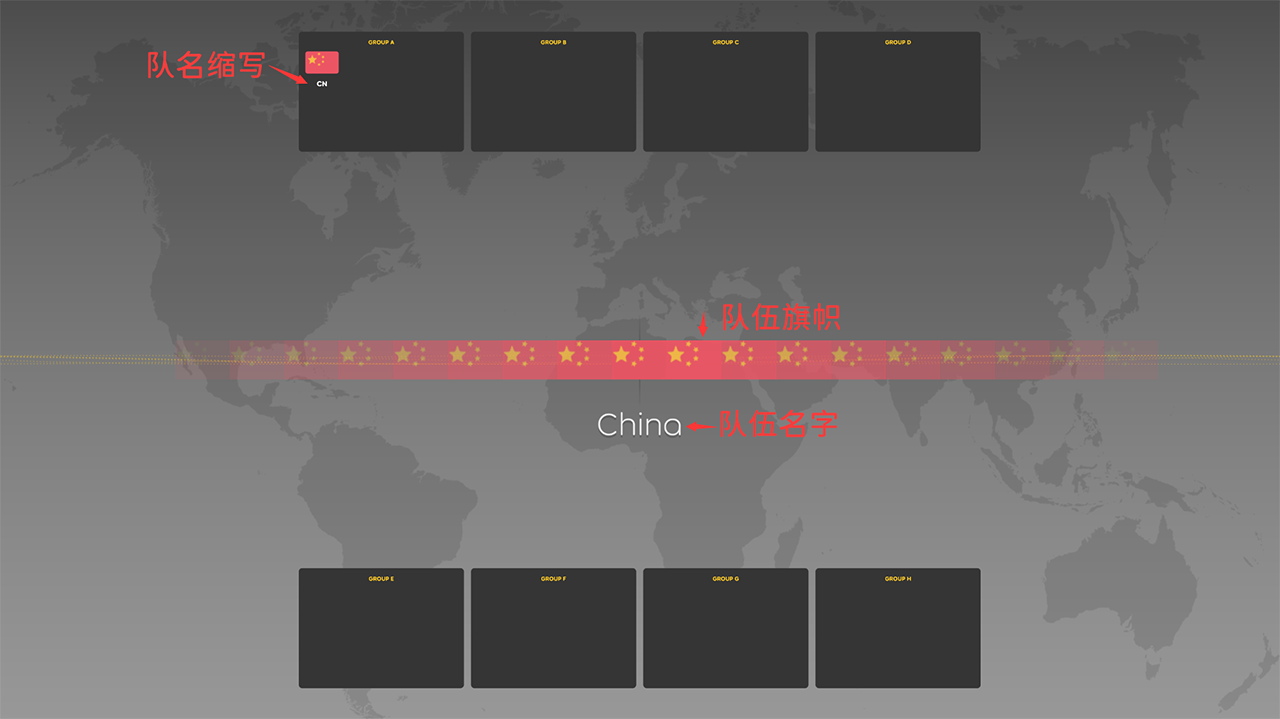 GROUP A
GROUP B
GROUP C
GROUP D
队名缩写
CN
队伍旗帜
China
队伍名字
GROUP E
GROUP F
GROUP G
GROUP H